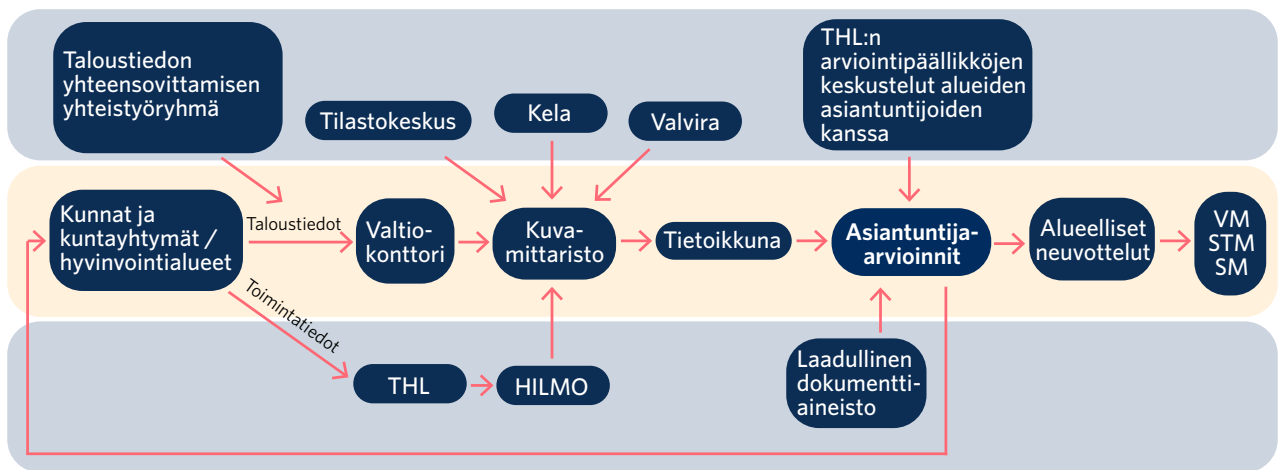 Taloustiedon
yhteensovittamisen
yhteistyöryhmä
Tilastokeskus
Kela
Valvira
THL:n
arviointipäällikköjen
keskustelut alueiden
asiantuntijoiden
kanssa
Kunnat ja
kuntayhtymät /
hyvinvointialueet
Taloustiedot
Valtio-
konttori
Kuva-
mittaristo
Tietoikkuna
Asiantuntija-
arvioinnit
Alueelliset
neuvottelut
VM
STM
SM
Toimintatiedot
THL
HILMO
Laadullinen
dokumentti-
aineisto